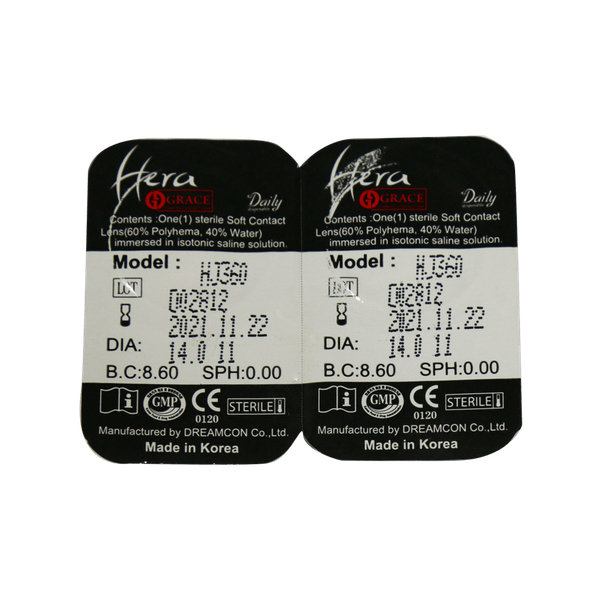 Hera
GRACE
Daily
Contents :One(1) sterile Soft Contact
Lens(60% Polyhema, 40% Water)
immersed in isotonic saline solution.
Model : HJ360
LOT
2021.11.22
DIA: 14.0 11
B.C:8.60 SPH:0.00
GMP
CE
0120
STERILE
Manufactured by DREAMCON Co.,Ltd.
Made in Korea
Hera
GRACE
Daily
Contents :One(1) sterile Soft Contact
Lens(60% Polyhema, 40% Water)
immersed in isotonic saline solution.
Model : HJ360
LOT
2021.11.22
DIA: 14.0 11
B.C:8.60 SPH:0.00
GMP
CE
0120
STERILE
Manufactured by DREAMCON Co.,Ltd.
Made in Korea